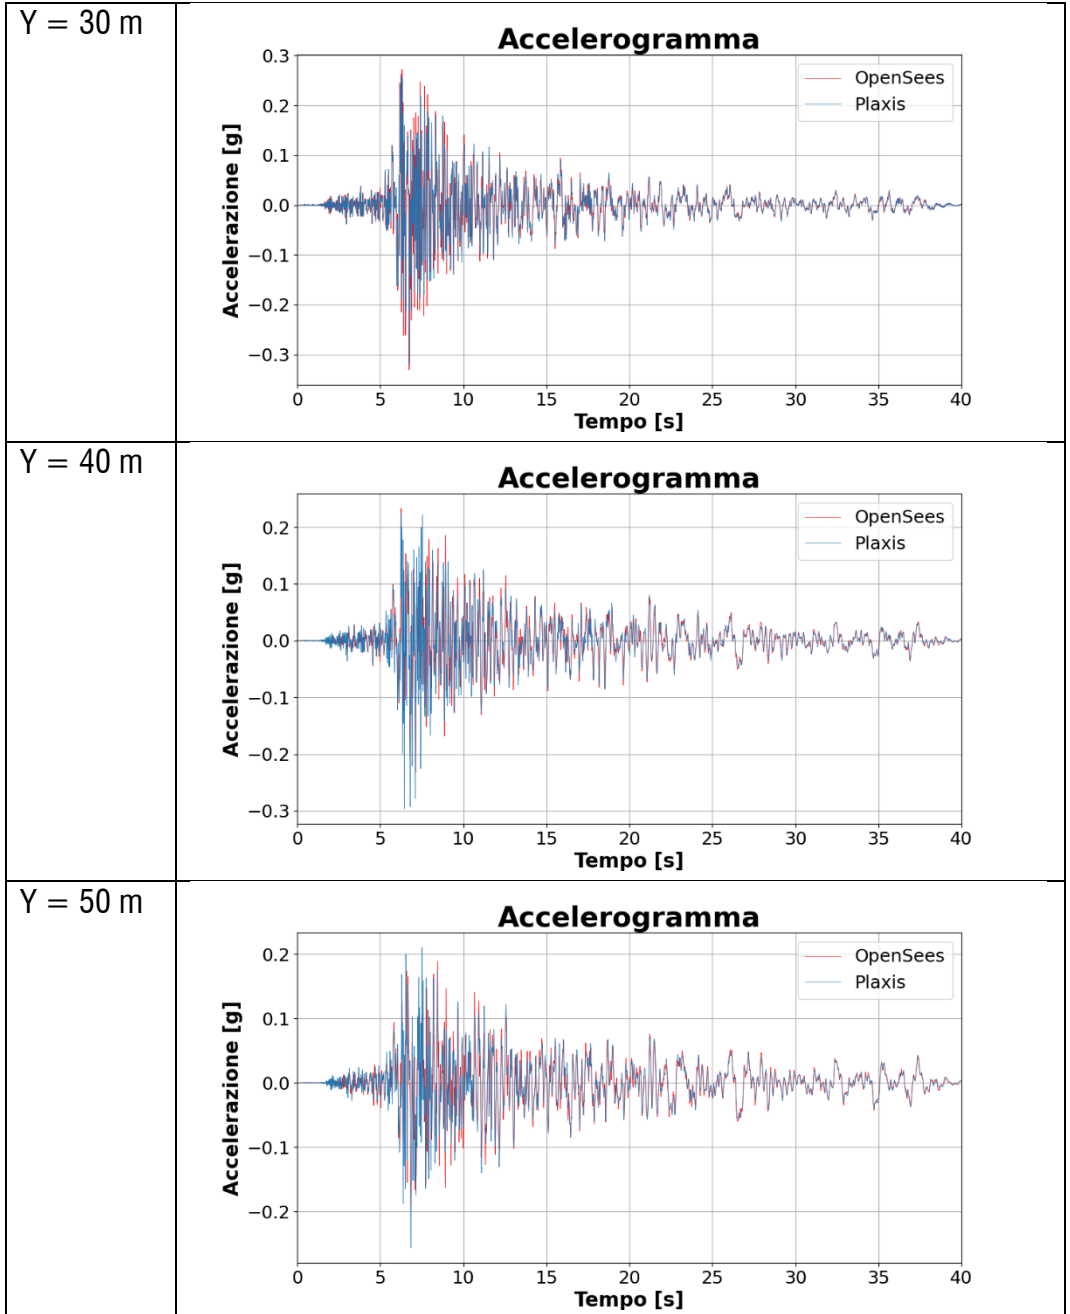 Y = 30 m
Accelerogramma
OpenSees
Plaxis
Accelerazione [g]
0.3
0.2
0.1
0.0
−0.1
−0.2
−0.3
0 5 10 15 20 25 30 35 40
Tempo [s]
Y = 40 m
Accelerogramma
OpenSees
Plaxis
Accelerazione [g]
0.2
0.1
0.0
−0.1
−0.2
−0.3
0 5 10 15 20 25 30 35 40
Tempo [s]
Y = 50 m
Accelerogramma
OpenSees
Plaxis
Accelerazione [g]
0.2
0.1
0.0
−0.1
−0.2
0 5 10 15 20 25 30 35 40
Tempo [s]